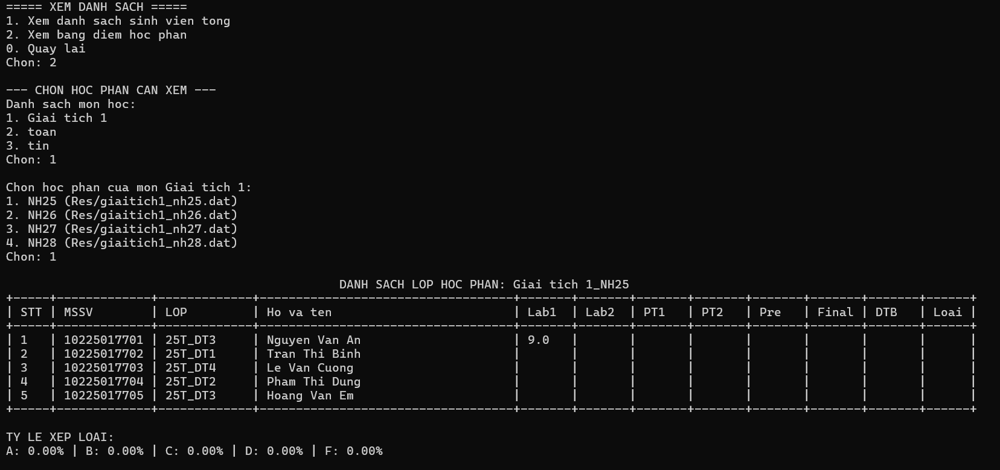 ===== XEM DANH SACH =====
1. Xem danh sach sinh vien tong
2. Xem bang diem hoc phan
0. Quay lai
Chon: 2

--- CHON HOC PHAN CAN XEM ---
Danh sach mon hoc:
1. Giai tich 1
2. toan
3. tin
Chon: 1

Chon hoc phan cua mon Giai tich 1:
1. NH25 (Res/giaitich1_nh25.dat)
2. NH26 (Res/giaitich1_nh26.dat)
3. NH27 (Res/giaitich1_nh27.dat)
4. NH28 (Res/giaitich1_nh28.dat)
Chon: 1

                                              DANH SACH LOP HOC PHAN: Giai tich 1_NH25
+-----+-------------+-------------+-----------------------------------+-------+-------+-------+-------+-------+-------+-------+------+
| STT | MSSV        | LOP         | Ho va ten                         | Lab1  | Lab2  | PT1   | PT2   | Pre   | Final | DTB   | Loai |
+-----+-------------+-------------+-----------------------------------+-------+-------+-------+-------+-------+-------+-------+------+
| 1   | 10225017701 | 25T_DT3     | Nguyen Van An                     | 9.0   |       |       |       |       |       |       |      |
| 2   | 10225017702 | 25T_DT1     | Tran Thi Binh                     |       |       |       |       |       |       |       |      |
| 3   | 10225017703 | 25T_DT4     | Le Van Cuong                      |       |       |       |       |       |       |       |      |
| 4   | 10225017704 | 25T_DT2     | Pham Thi Dung                     |       |       |       |       |       |       |       |      |
| 5   | 10225017705 | 25T_DT3     | Hoang Van Em                      |       |       |       |       |       |       |       |      |
+-----+-------------+-------------+-----------------------------------+-------+-------+-------+-------+-------+-------+-------+------+

TY LE XEP LOAI:
A: 0.00% | B: 0.00% | C: 0.00% | D: 0.00% | F: 0.00%